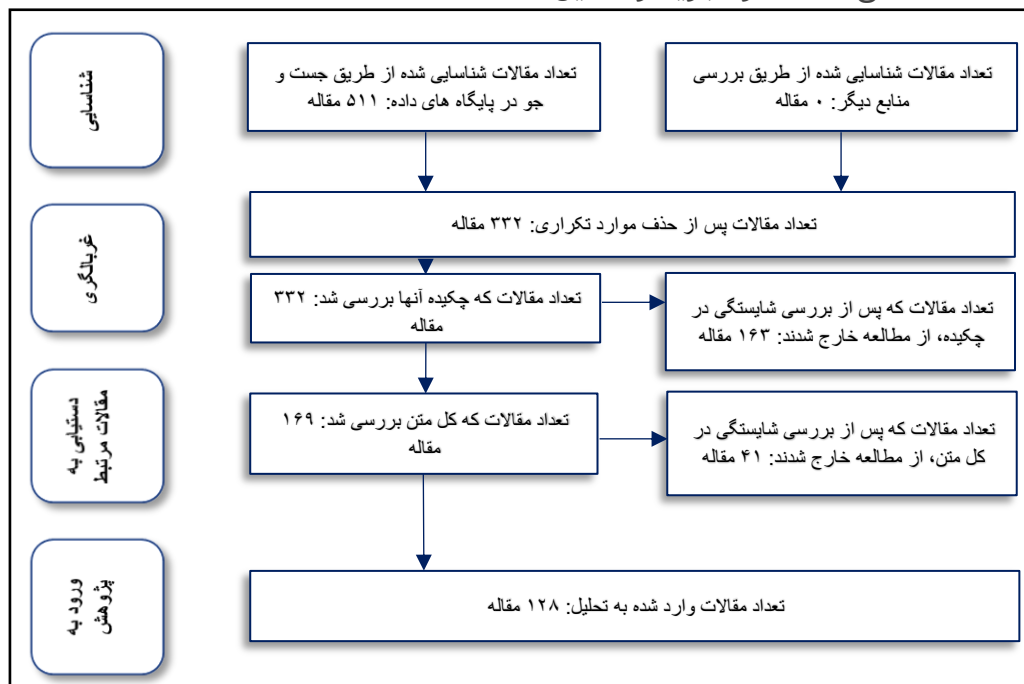 شناسایی
تعداد مقالات شناسایی شده از طریق بررسی
منابع دیگر: ۰ مقاله
تعداد مقالات شناسایی شده از طریق جست و
جو در پایگاه های داده: ۵۱۱ مقاله
غربالگری
تعداد مقالات پس از حذف موارد تکراری: ۳۳۲ مقاله
تعداد مقالات که چکیده آنها بررسی شد: ۳۳۲
مقاله
تعداد مقالات که پس از بررسی شایستگی در
چکیده، از مطالعه خارج شدند: ۱۶۳ مقاله
دستیابی به
مقالات مرتبط
تعداد مقالات که کل متن بررسی شد: ۱۶۹
مقاله
تعداد مقالات که پس از بررسی شایستگی در
کل متن، از مطالعه خارج شدند: ۴۱ مقاله
ورود به
پژوهش
تعداد مقالات وارد شده به تحلیل: ۱۲۸ مقاله